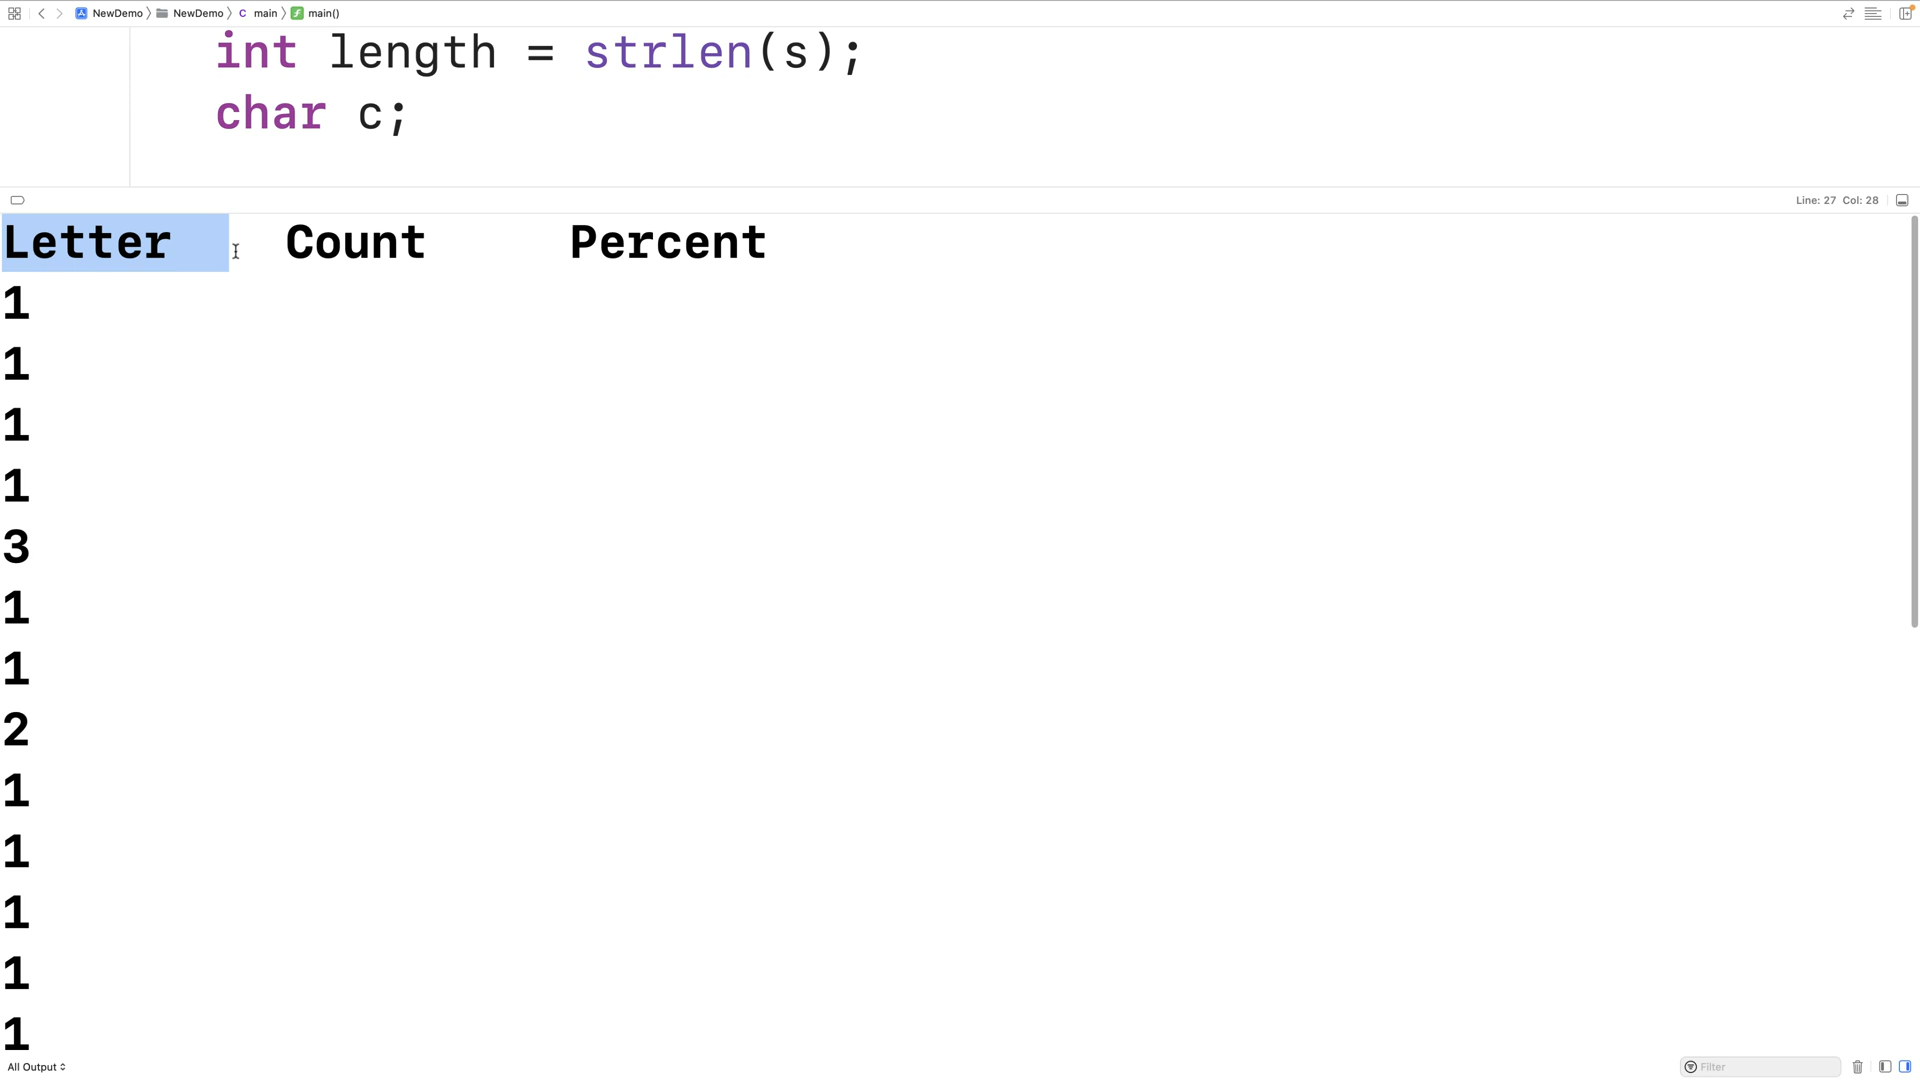 NewDemo 〉 NewDemo 〉 C main 〉 f main()
int length = strlen(s);
char c;
Line: 27 Col: 28
Letter Count Percent
1
1
1
1
3
1
1
2
1
1
1
1
1
All Output
Filter